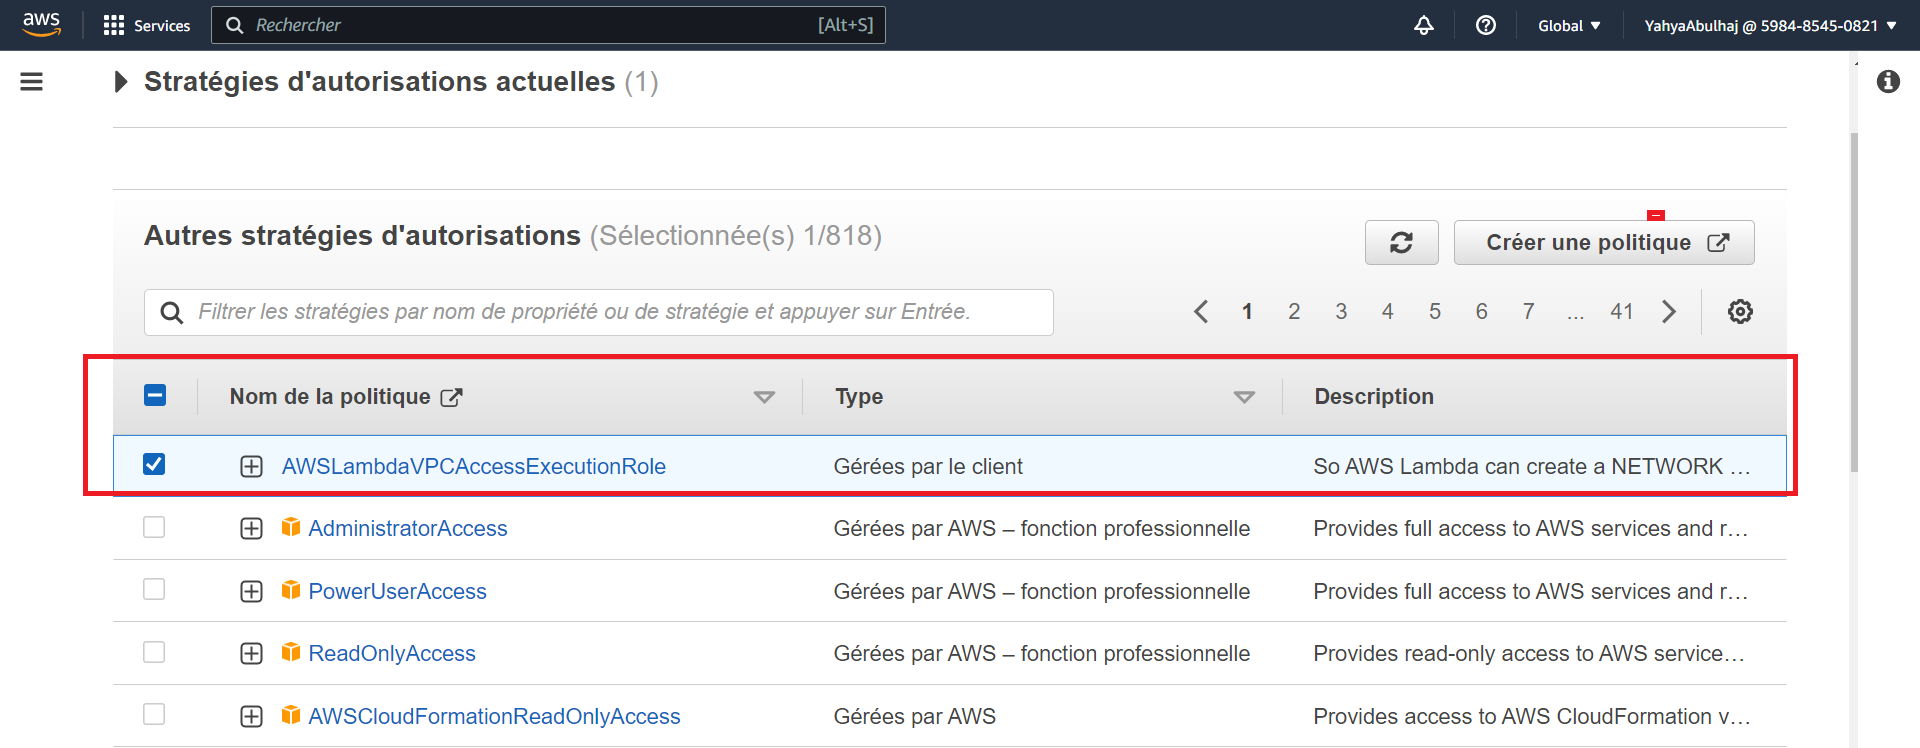 aws Services Rechercher [Alt+S] Global YahyaAbulhaj @ 5984-8545-0821
Stratégies d'autorisations actuelles (1)
Autres stratégies d'autorisations (Sélectionnée(s) 1/818)
Créer une politique
Filtrer les stratégies par nom de propriété ou de stratégie et appuyer sur Entrée.
1 2 3 4 5 6 7 ... 41
Nom de la politique Type Description
AWSLambdaVPCAccessExecutionRole Gérées par le client So AWS Lambda can create a NETWORK …
AdministratorAccess Gérées par AWS – fonction professionnelle Provides full access to AWS services and r…
PowerUserAccess Gérées par AWS – fonction professionnelle Provides full access to AWS services and r…
ReadOnlyAccess Gérées par AWS – fonction professionnelle Provides read-only access to AWS service…
AWSCloudFormationReadOnlyAccess Gérées par AWS Provides access to AWS CloudFormation v…